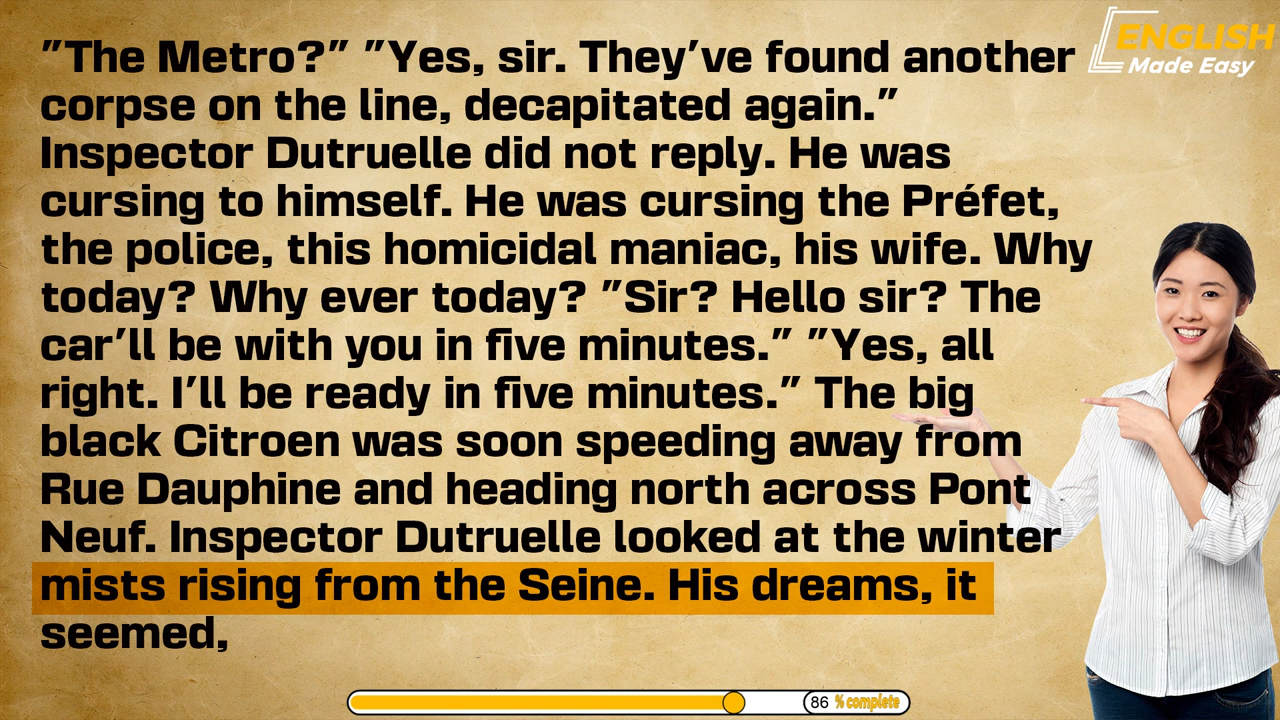 "The Metro?" "Yes, sir. They've found another
corpse on the line, decapitated again."
Inspector Dutruelle did not reply. He was
cursing to himself. He was cursing the Préfet,
the police, this homicidal maniac, his wife. Why
today? Why ever today? "Sir? Hello sir? The
car'll be with you in five minutes." "Yes, all
right. I'll be ready in five minutes." The big
black Citroen was soon speeding away from
Rue Dauphine and heading north across Pont
Neuf. Inspector Dutruelle looked at the winter
mists rising from the Seine. His dreams, it
seemed,
ENGLISH
Made Easy
86 % complete